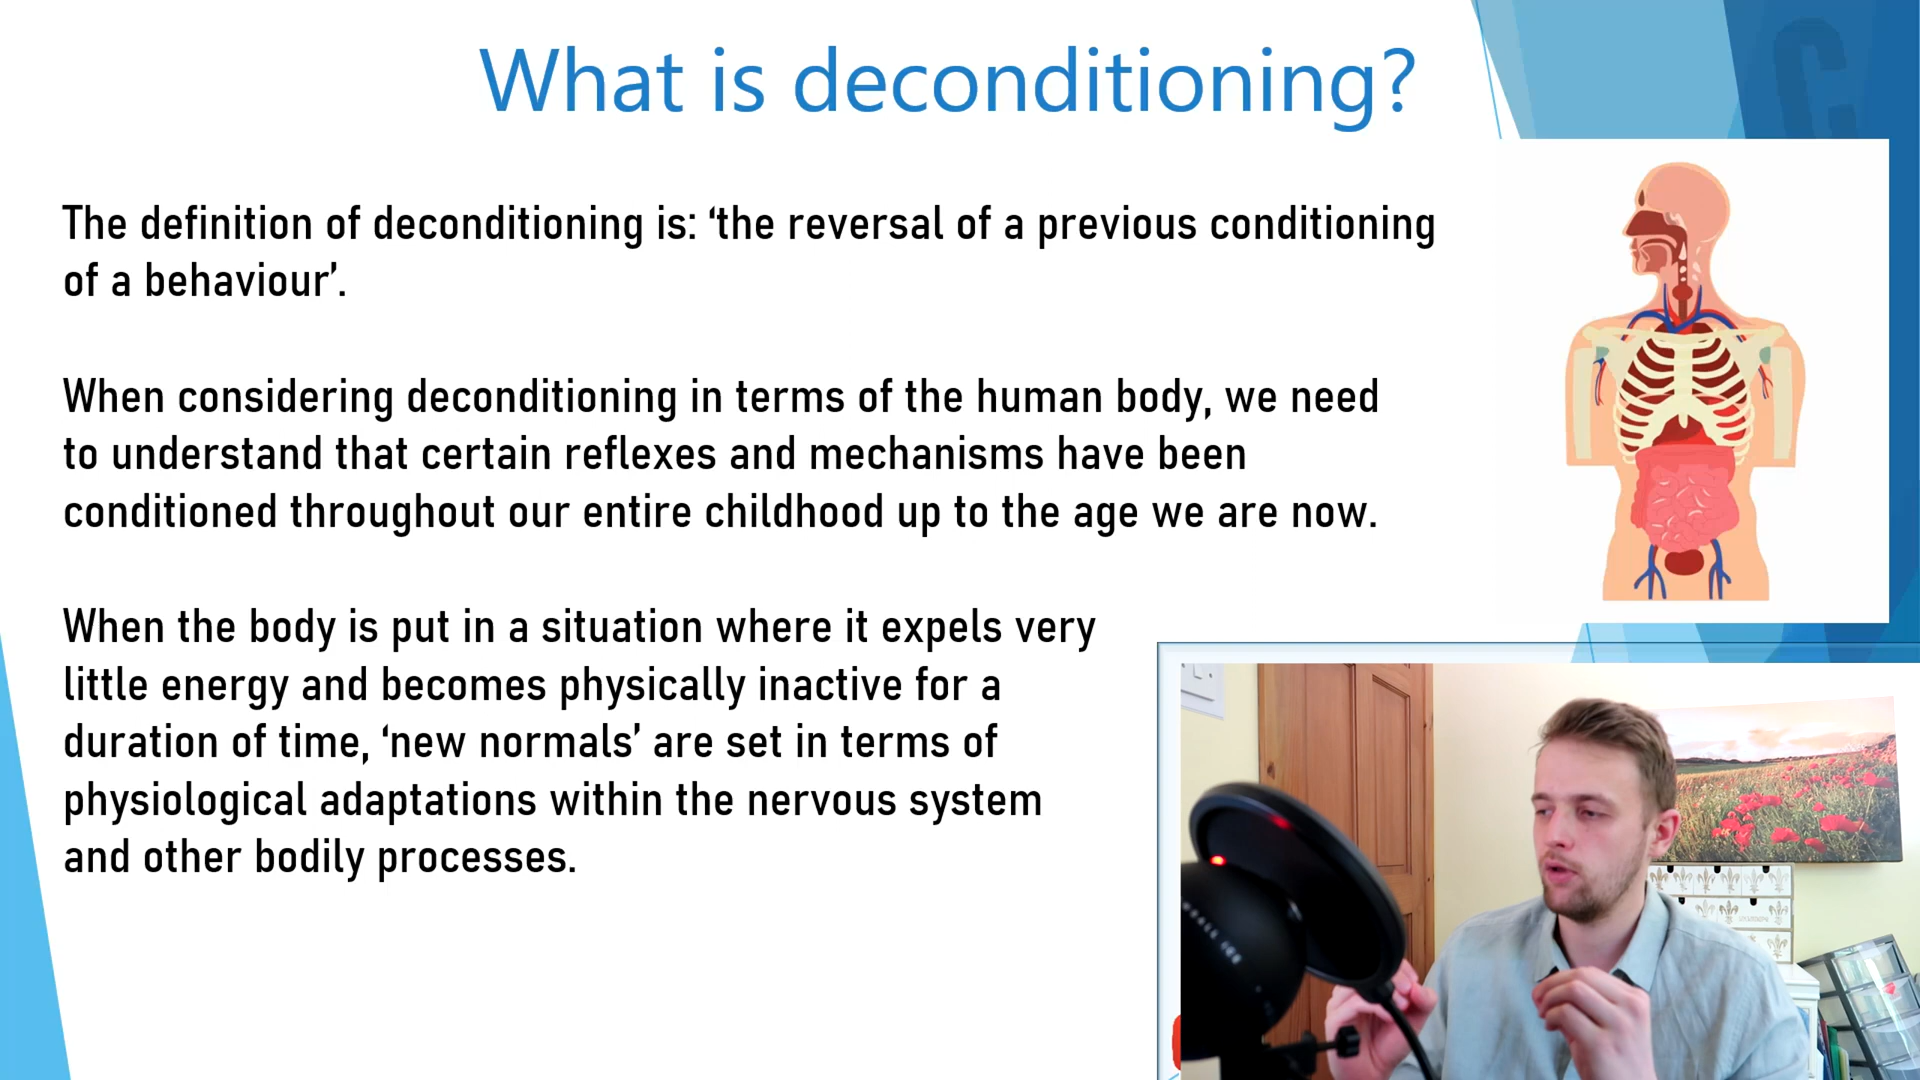 What is deconditioning?
The definition of deconditioning is: ‘the reversal of a previous conditioning
of a behaviour’.
When considering deconditioning in terms of the human body, we need
to understand that certain reflexes and mechanisms have been
conditioned throughout our entire childhood up to the age we are now.
When the body is put in a situation where it expels very
little energy and becomes physically inactive for a
duration of time, ‘new normals’ are set in terms of
physiological adaptations within the nervous system
and other bodily processes.